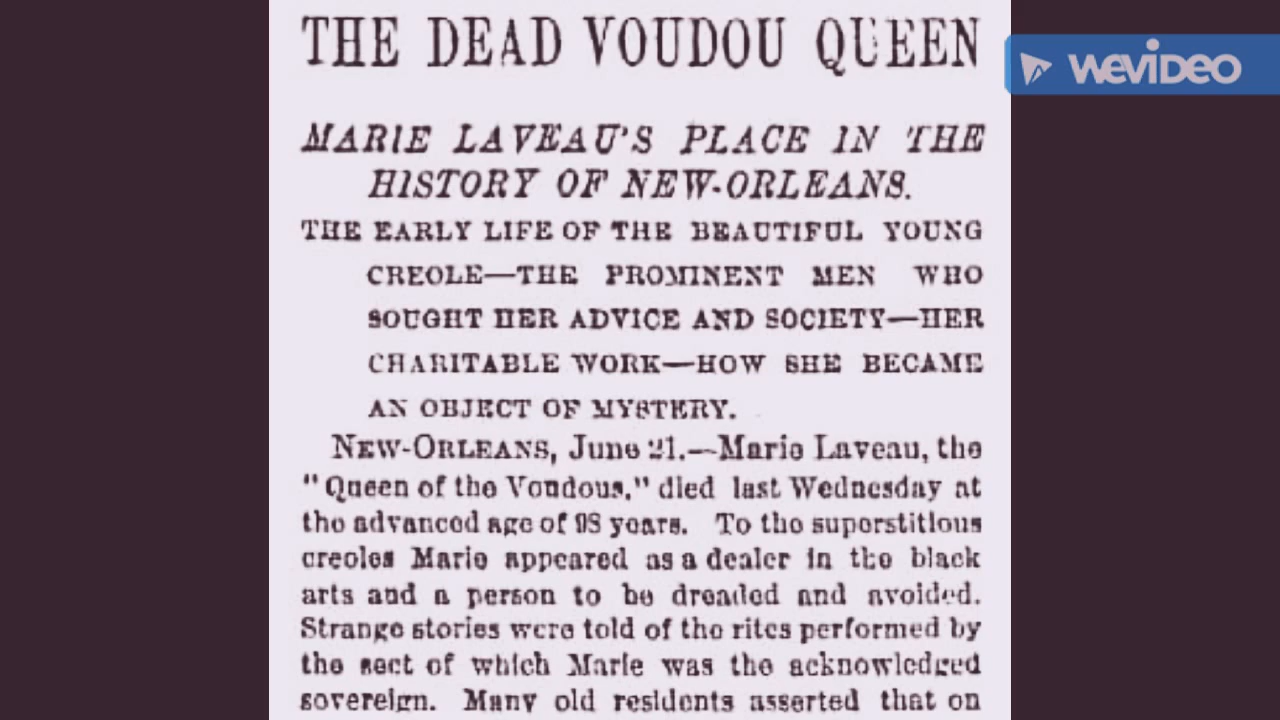 THE DEAD VOUDOU QUEEN
wevideo
MARIE LAVEAU'S PLACE IN THE
HISTORY OF NEW-ORLEANS.
THE EARLY LIFE OF THE BEAUTIFUL YOUNG
CREOLE—THE PROMINENT MEN WHO
SOUGHT HER ADVICE AND SOCIETY—HER
CHARITABLE WORK—HOW SHE BECAME
AN OBJECT OF MYSTERY.
NEW-ORLEANS, June 21.—Marie Laveau, the
"Queen of the Voudous," died last Wednesday at
the advanced age of 98 years. To the superstitious
creoles Marie appeared as a dealer in the black
arts and a person to be dreaded and avoided.
Strange stories were told of the rites performed by
the sect of which Marie was the acknowledged
sovereign. Many old residents asserted that on